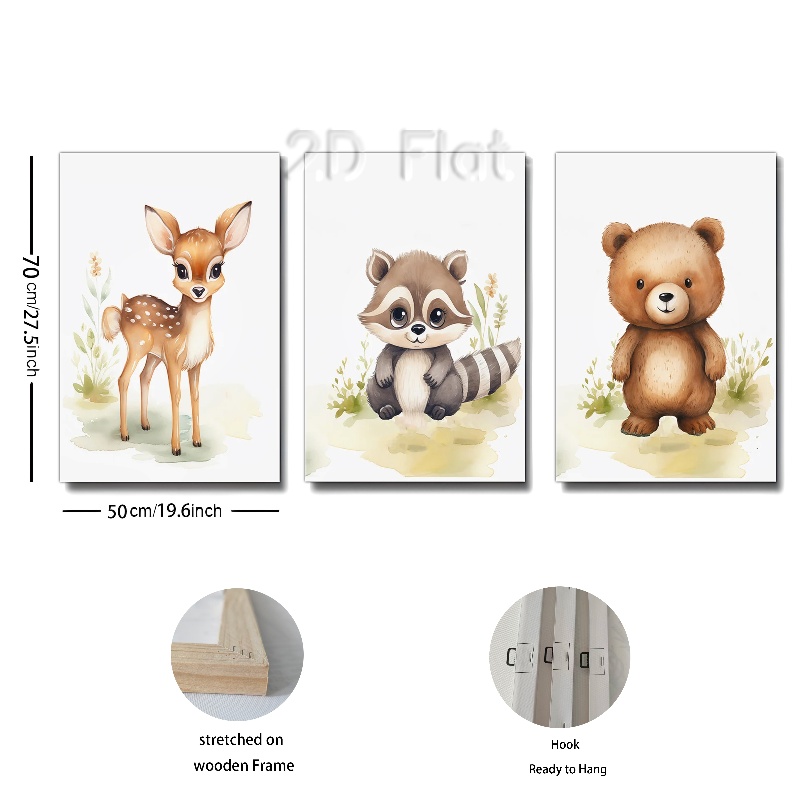 2D Flat
70 cm/27.5inch
50cm/19.6inch
stretched on
wooden Frame
Hook
Ready to Hang